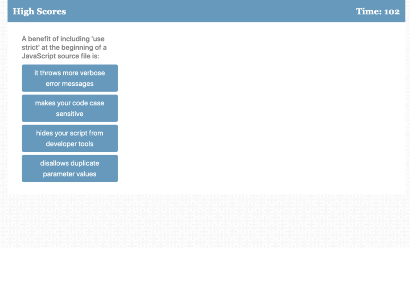 High Scores
Time: 102
A benefit of including 'use
strict' at the beginning of a
JavaScript source file is:
it throws more verbose
error messages
makes your code case
sensitive
hides your script from
developer tools
disallows duplicate
parameter values